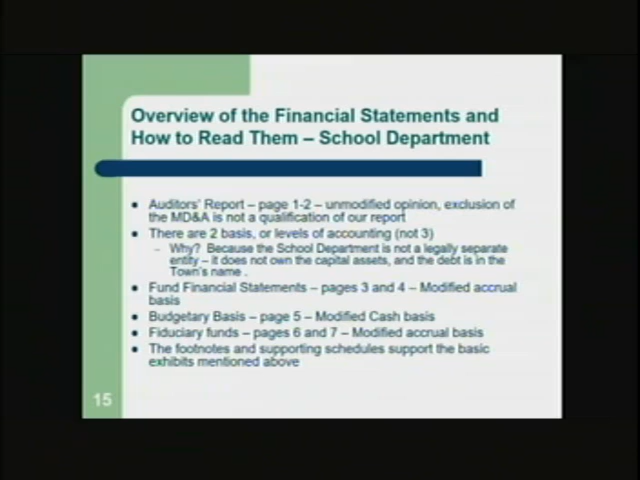 Overview of the Financial Statements and
How to Read Them – School Department
• Auditors' Report – page 1-2 – unmodified opinion, exclusion of
the MD&A is not a qualification of our report
• There are 2 basis, or levels of accounting (not 3)
– Why? Because the School Department is not a legally separate
entity – it does not own the capital assets, and the debt is in the
Town's name .
• Fund Financial Statements – pages 3 and 4 – Modified accrual
basis
• Budgetary Basis – page 5 – Modified Cash basis
• Fiduciary funds – pages 6 and 7 – Modified accrual basis
• The footnotes and supporting schedules support the basic
exhibits mentioned above
15